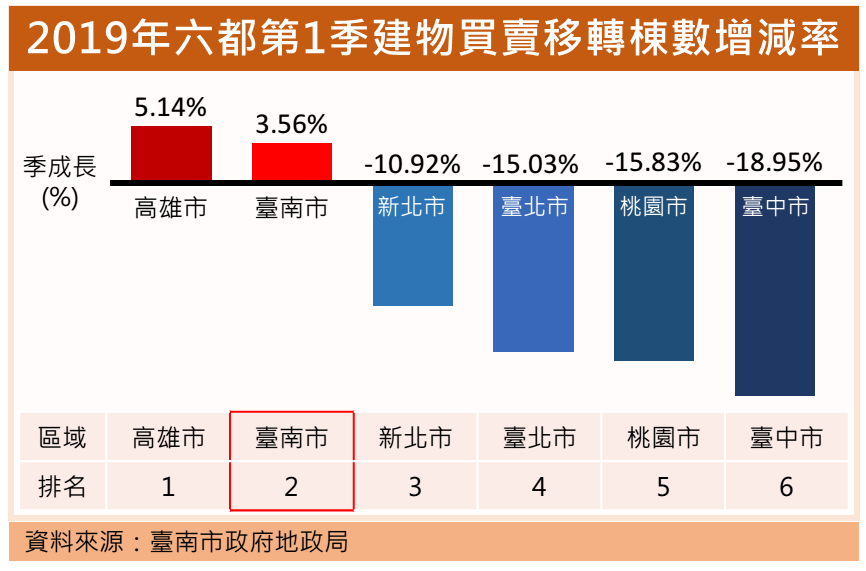 2019年六都第1季建物買賣移轉棟數增減率
5.14%
3.56%
-10.92%
-15.03%
-15.83%
-18.95%
季成長
(%)
高雄市
臺南市
新北市
臺北市
桃園市
臺中市
區域 高雄市 臺南市 新北市 臺北市 桃園市 臺中市
排名 1 2 3 4 5 6
資料來源：臺南市政府地政局